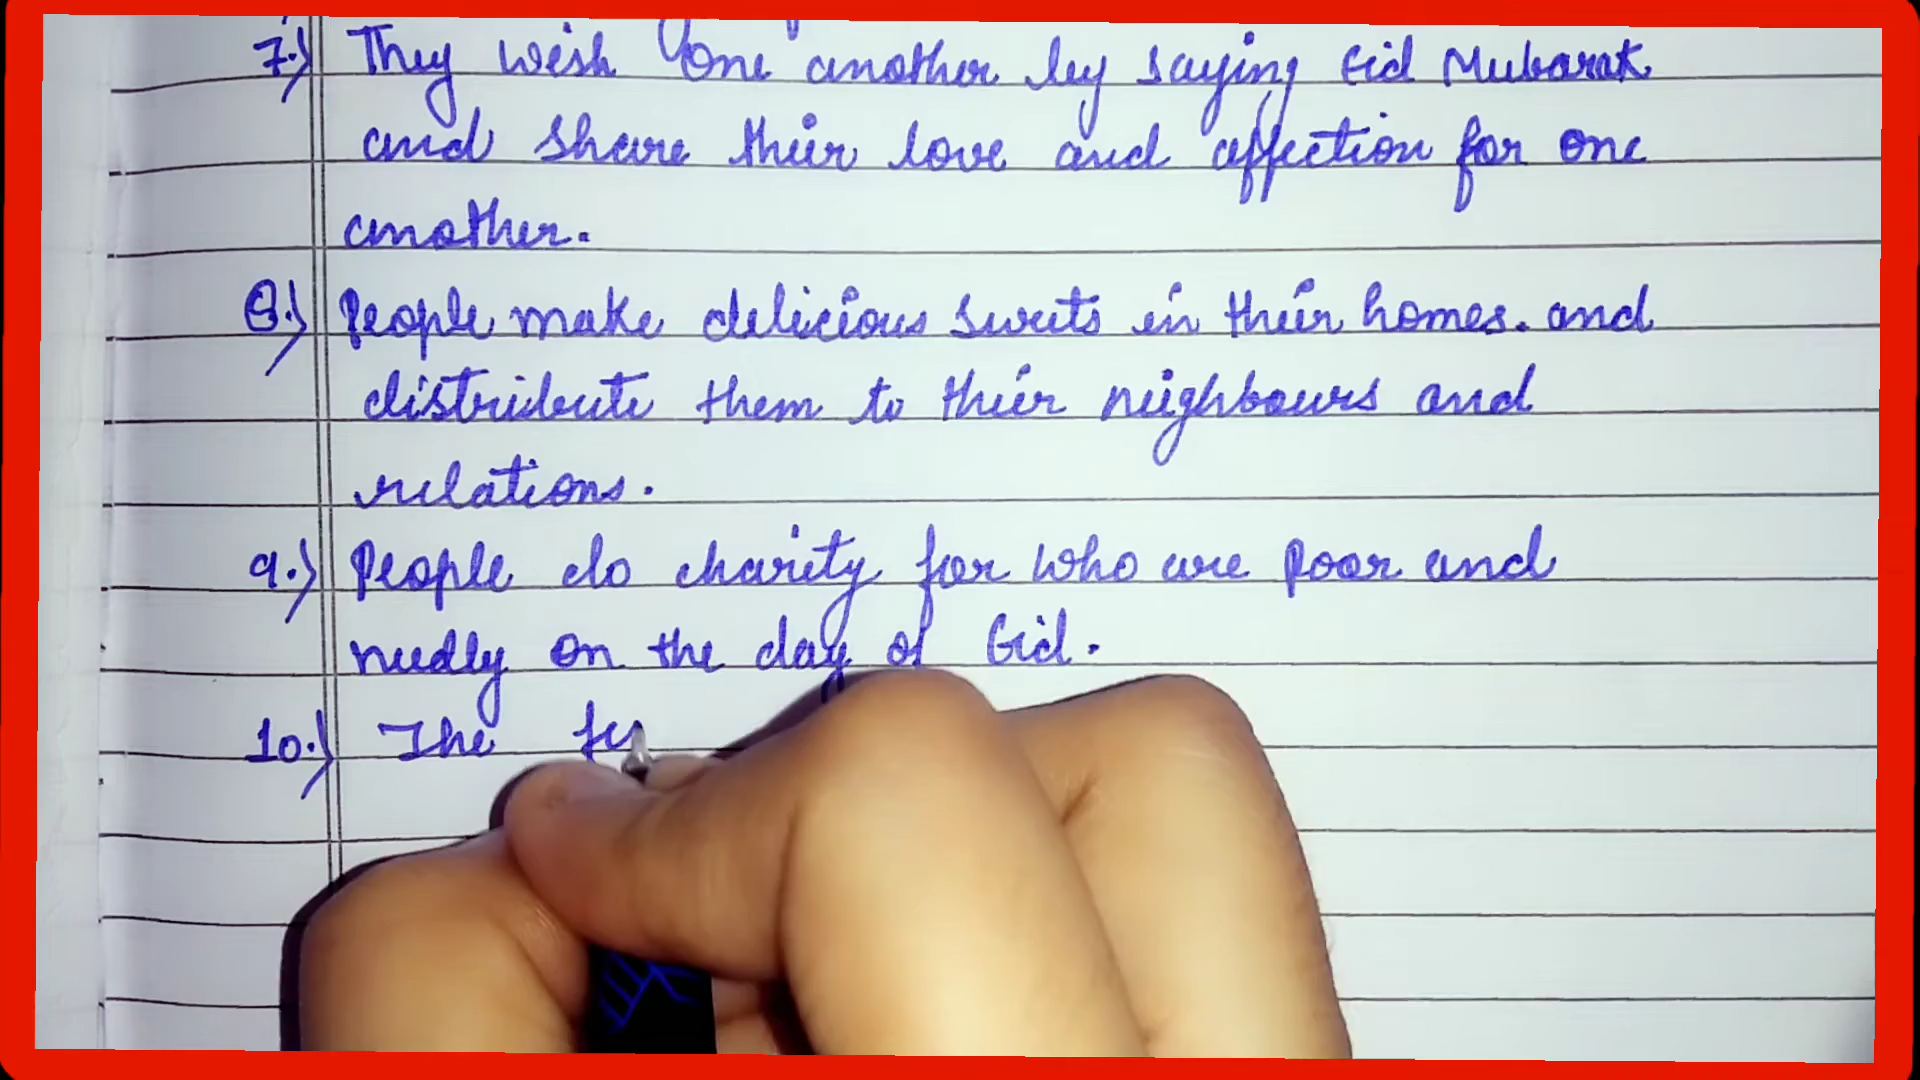 7.) They wish one another by saying Eid Mubarak
and share their love and affection for one
another.
8.) People make delicious sweets in their homes. and
distribute them to their neighbours and
relations.
9.) People do charity for who are poor and
needly on the day of Eid.
10.) The